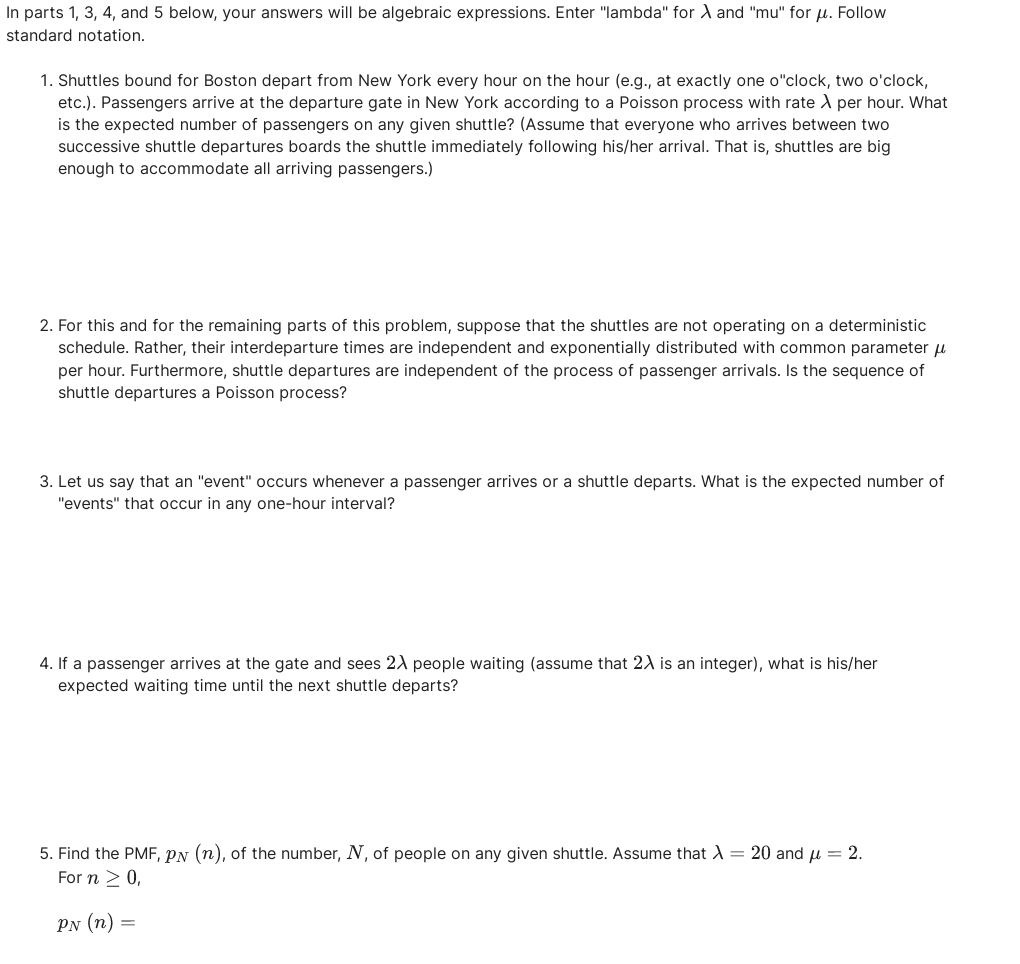 In parts 1, 3, 4, and 5 below, your answers will be algebraic expressions. Enter "lambda" for λ and "mu" for μ. Follow
standard notation.
1. Shuttles bound for Boston depart from New York every hour on the hour (e.g., at exactly one o"clock, two o'clock,
etc.). Passengers arrive at the departure gate in New York according to a Poisson process with rate λ per hour. What
is the expected number of passengers on any given shuttle? (Assume that everyone who arrives between two
successive shuttle departures boards the shuttle immediately following his/her arrival. That is, shuttles are big
enough to accommodate all arriving passengers.)
2. For this and for the remaining parts of this problem, suppose that the shuttles are not operating on a deterministic
schedule. Rather, their interdeparture times are independent and exponentially distributed with common parameter μ
per hour. Furthermore, shuttle departures are independent of the process of passenger arrivals. Is the sequence of
shuttle departures a Poisson process?
3. Let us say that an "event" occurs whenever a passenger arrives or a shuttle departs. What is the expected number of
"events" that occur in any one-hour interval?
4. If a passenger arrives at the gate and sees 2λ people waiting (assume that 2λ is an integer), what is his/her
expected waiting time until the next shuttle departs?
5. Find the PMF, p_N (n), of the number, N, of people on any given shuttle. Assume that λ = 20 and μ = 2.
For n ≥ 0,
p_N (n) =